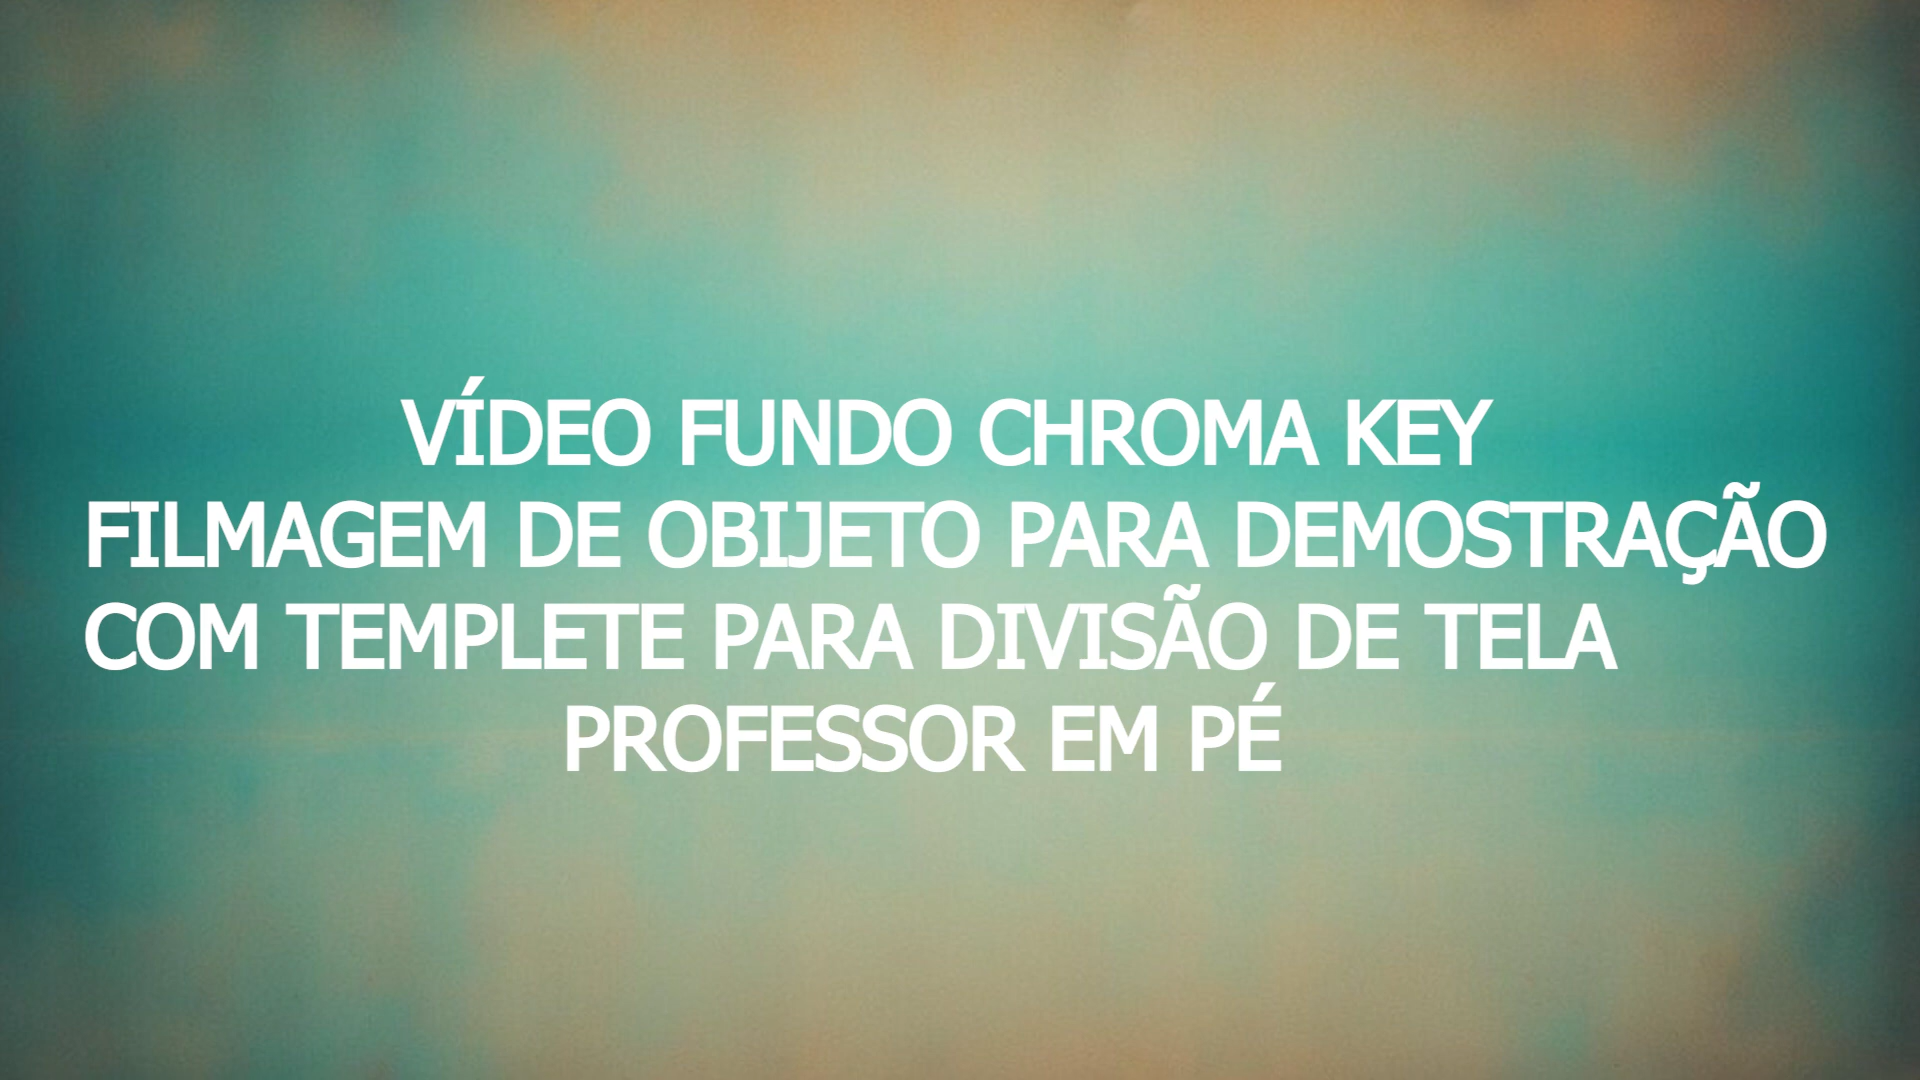 VÍDEO FUNDO CHROMA KEY
FILMAGEM DE OBIJETO PARA DEMOSTRAÇÃO
COM TEMPLETE PARA DIVISÃO DE TELA
PROFESSOR EM PÉ